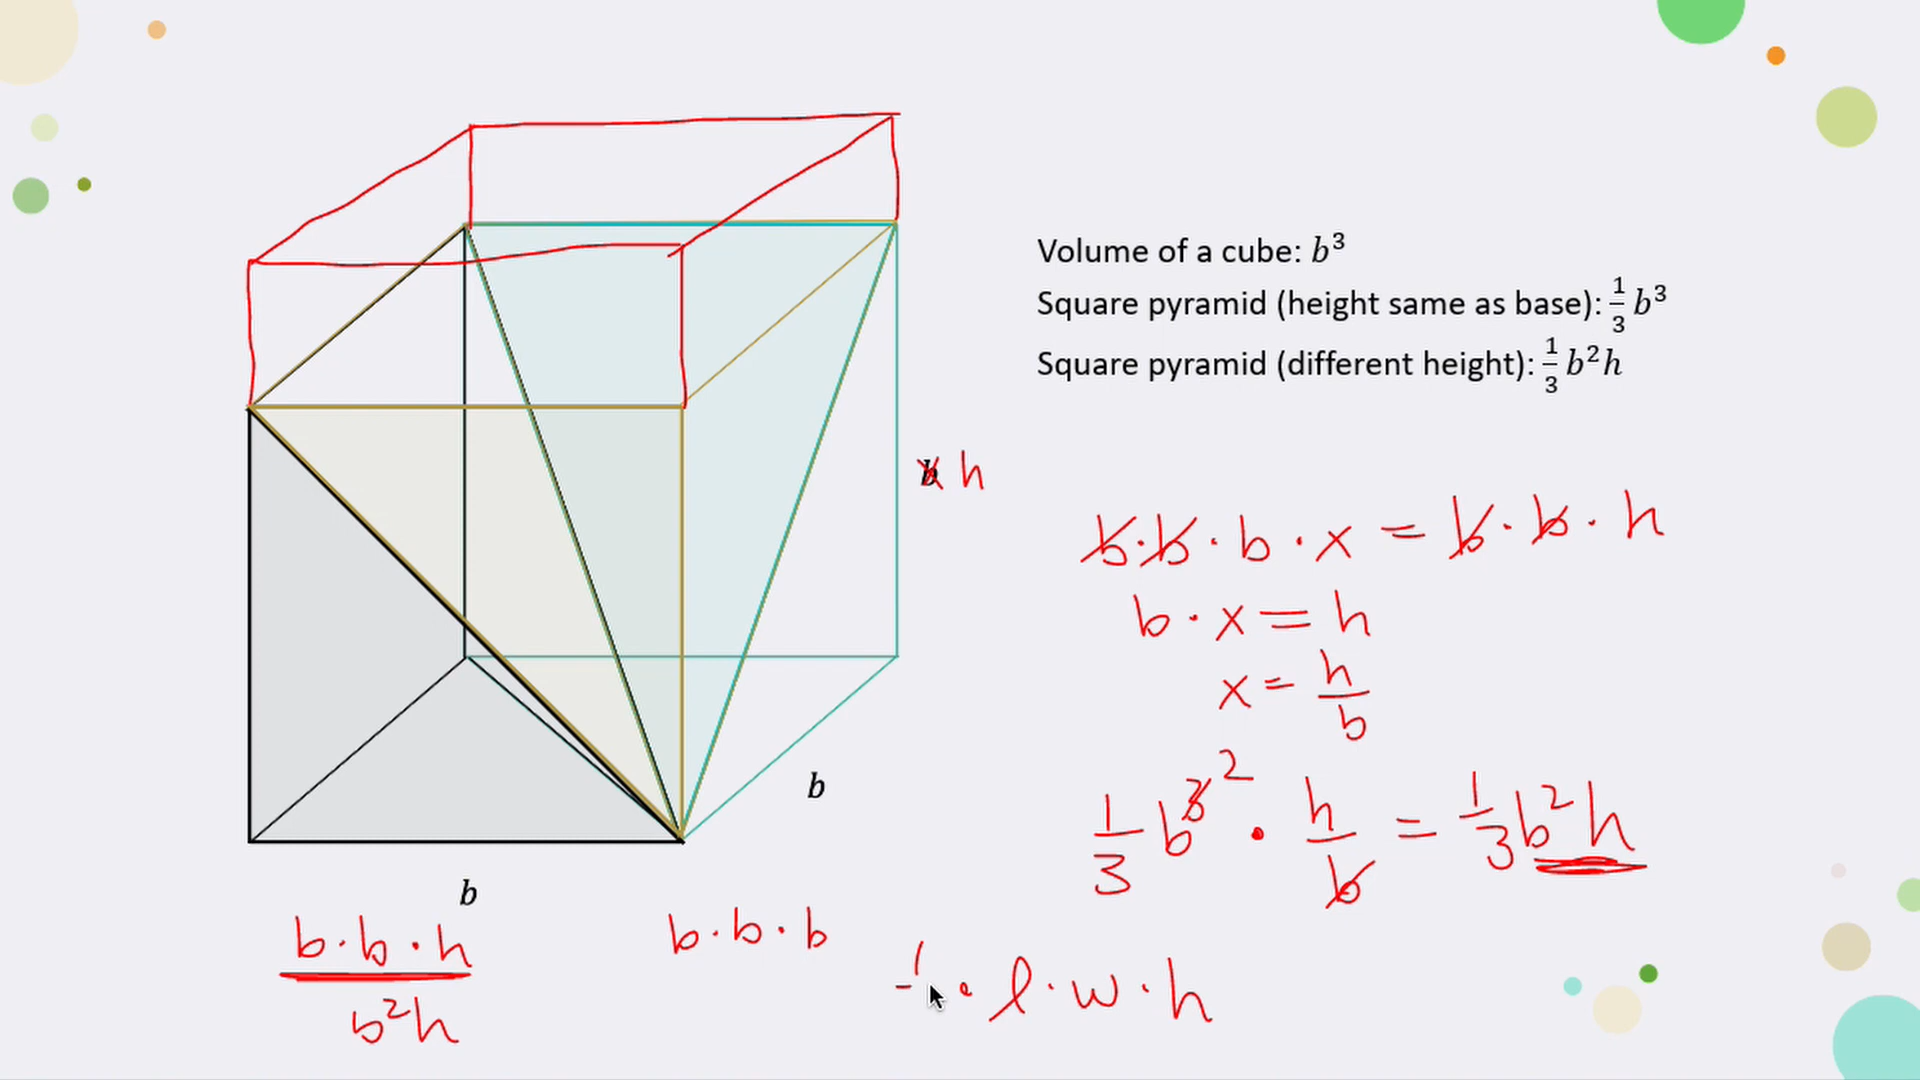 Volume of a cube: b³
Square pyramid (height same as base): 1/3 b³
Square pyramid (different height): 1/3 b²h
b h
b·b·b·x = b·b·h
b·x = h
x = h/b
b
1/3 b³ ² · h/b = 1/3 b²h
b
b·b·h
b²h
b·b·b
1 · l·w·h